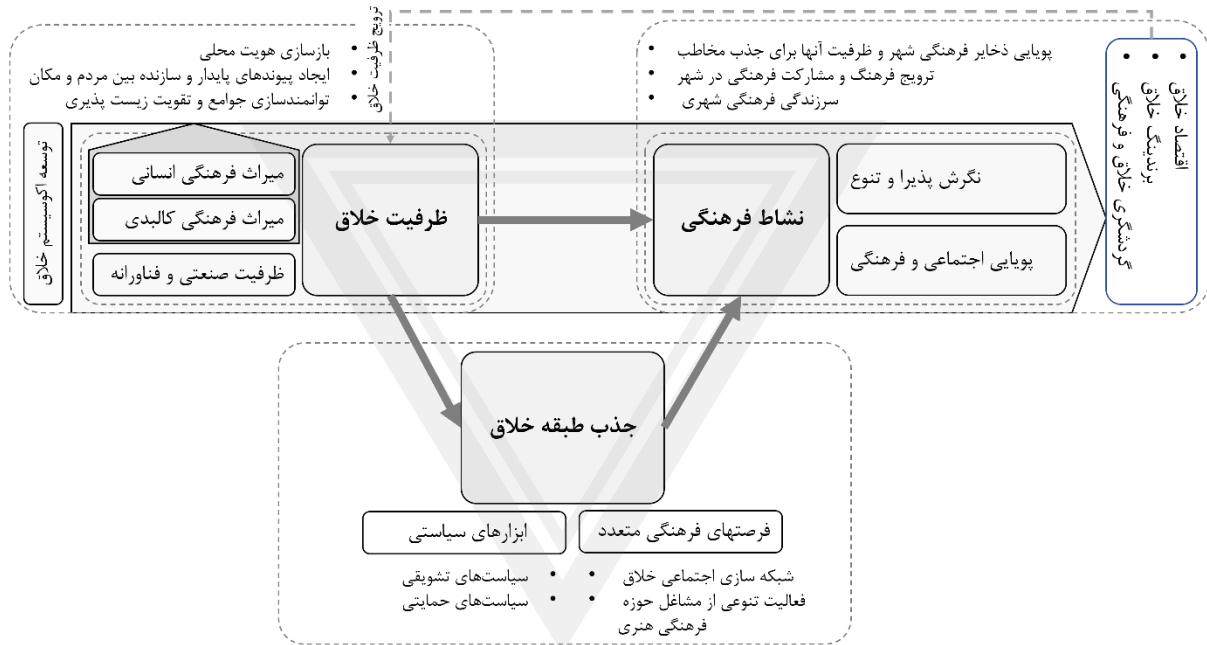 ترویج ظرفیت خلاق
بازسازی هویت محلی
ایجاد پیوندهای پایدار و سازنده بین مردم و مکان
توانمندسازی جوامع و تقویت زیست پذیری
پویایی ذخایر فرهنگی شهر و ظرفیت آنها برای جذب مخاطب
ترویج فرهنگ و مشارکت فرهنگی در شهر
سرزندگی فرهنگی شهری
اقتصاد خلاق
برندینگ خلاق
گردشگری خلاق و فرهنگی
توسعه اکوسیستم خلاق
میراث فرهنگی انسانی
میراث فرهنگی کالبدی
ظرفیت صنعتی و فناورانه
ظرفیت خلاق
نشاط فرهنگی
نگرش پذیرا و تنوع
پویایی اجتماعی و فرهنگی
جذب طبقه خلاق
فرصتهای فرهنگی متعدد
شبکه سازی اجتماعی خلاق
فعالیت تنوعی از مشاغل حوزه
فرهنگی هنری
ابزارهای سیاستی
سیاست‌های تشویقی
سیاست‌های حمایتی